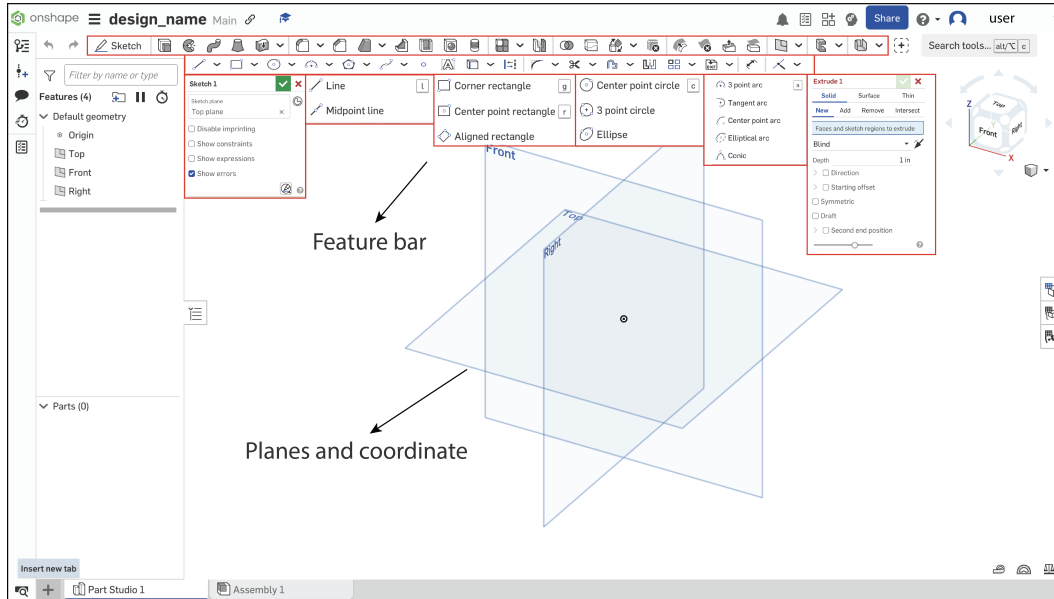 onshape design_name Main Share user
Sketch Search tools... alt/⌥ c
Filter by name or type
Features (4)
Default geometry
Origin
Top
Front
Right
Sketch 1
Sketch plane
Top plane
Disable imprinting
Show constraints
Show expressions
Show errors
Line l
Midpoint line
Corner rectangle g
Center point rectangle r
Aligned rectangle
Center point circle c
3 point circle
Ellipse
3 point arc x
Tangent arc
Center point arc
Elliptical arc
Conic
Extrude 1
Solid Surface Thin
New Add Remove Intersect
Faces and sketch regions to extrude
Blind
Depth 1 in
Direction
Starting offset
Symmetric
Draft
Second end position
Z
Top
Y
Front
Right
X
Front
Top
Right
Feature bar
Planes and coordinate
Parts (0)
Insert new tab
Part Studio 1 Assembly 1